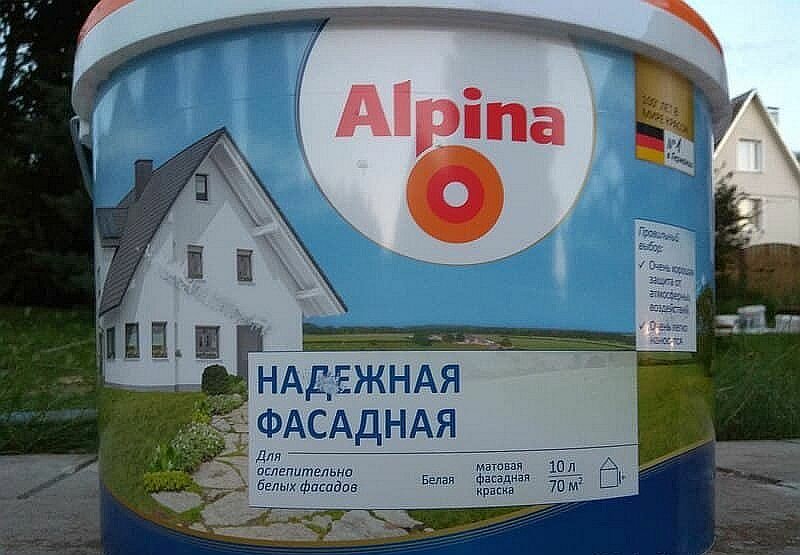 Alpina
100 ЛЕТ В
МИРЕ КРАСОК
№1
в Германии
Правильный
выбор:
✓ Очень хорошая
защита от
атмосферных
воздействий
✓ Очень легко
наносится
НАДЕЖНАЯ
ФАСАДНАЯ
Для
ослепительно
белых фасадов
Белая
матовая
фасадная
краска
10 л
70 м²